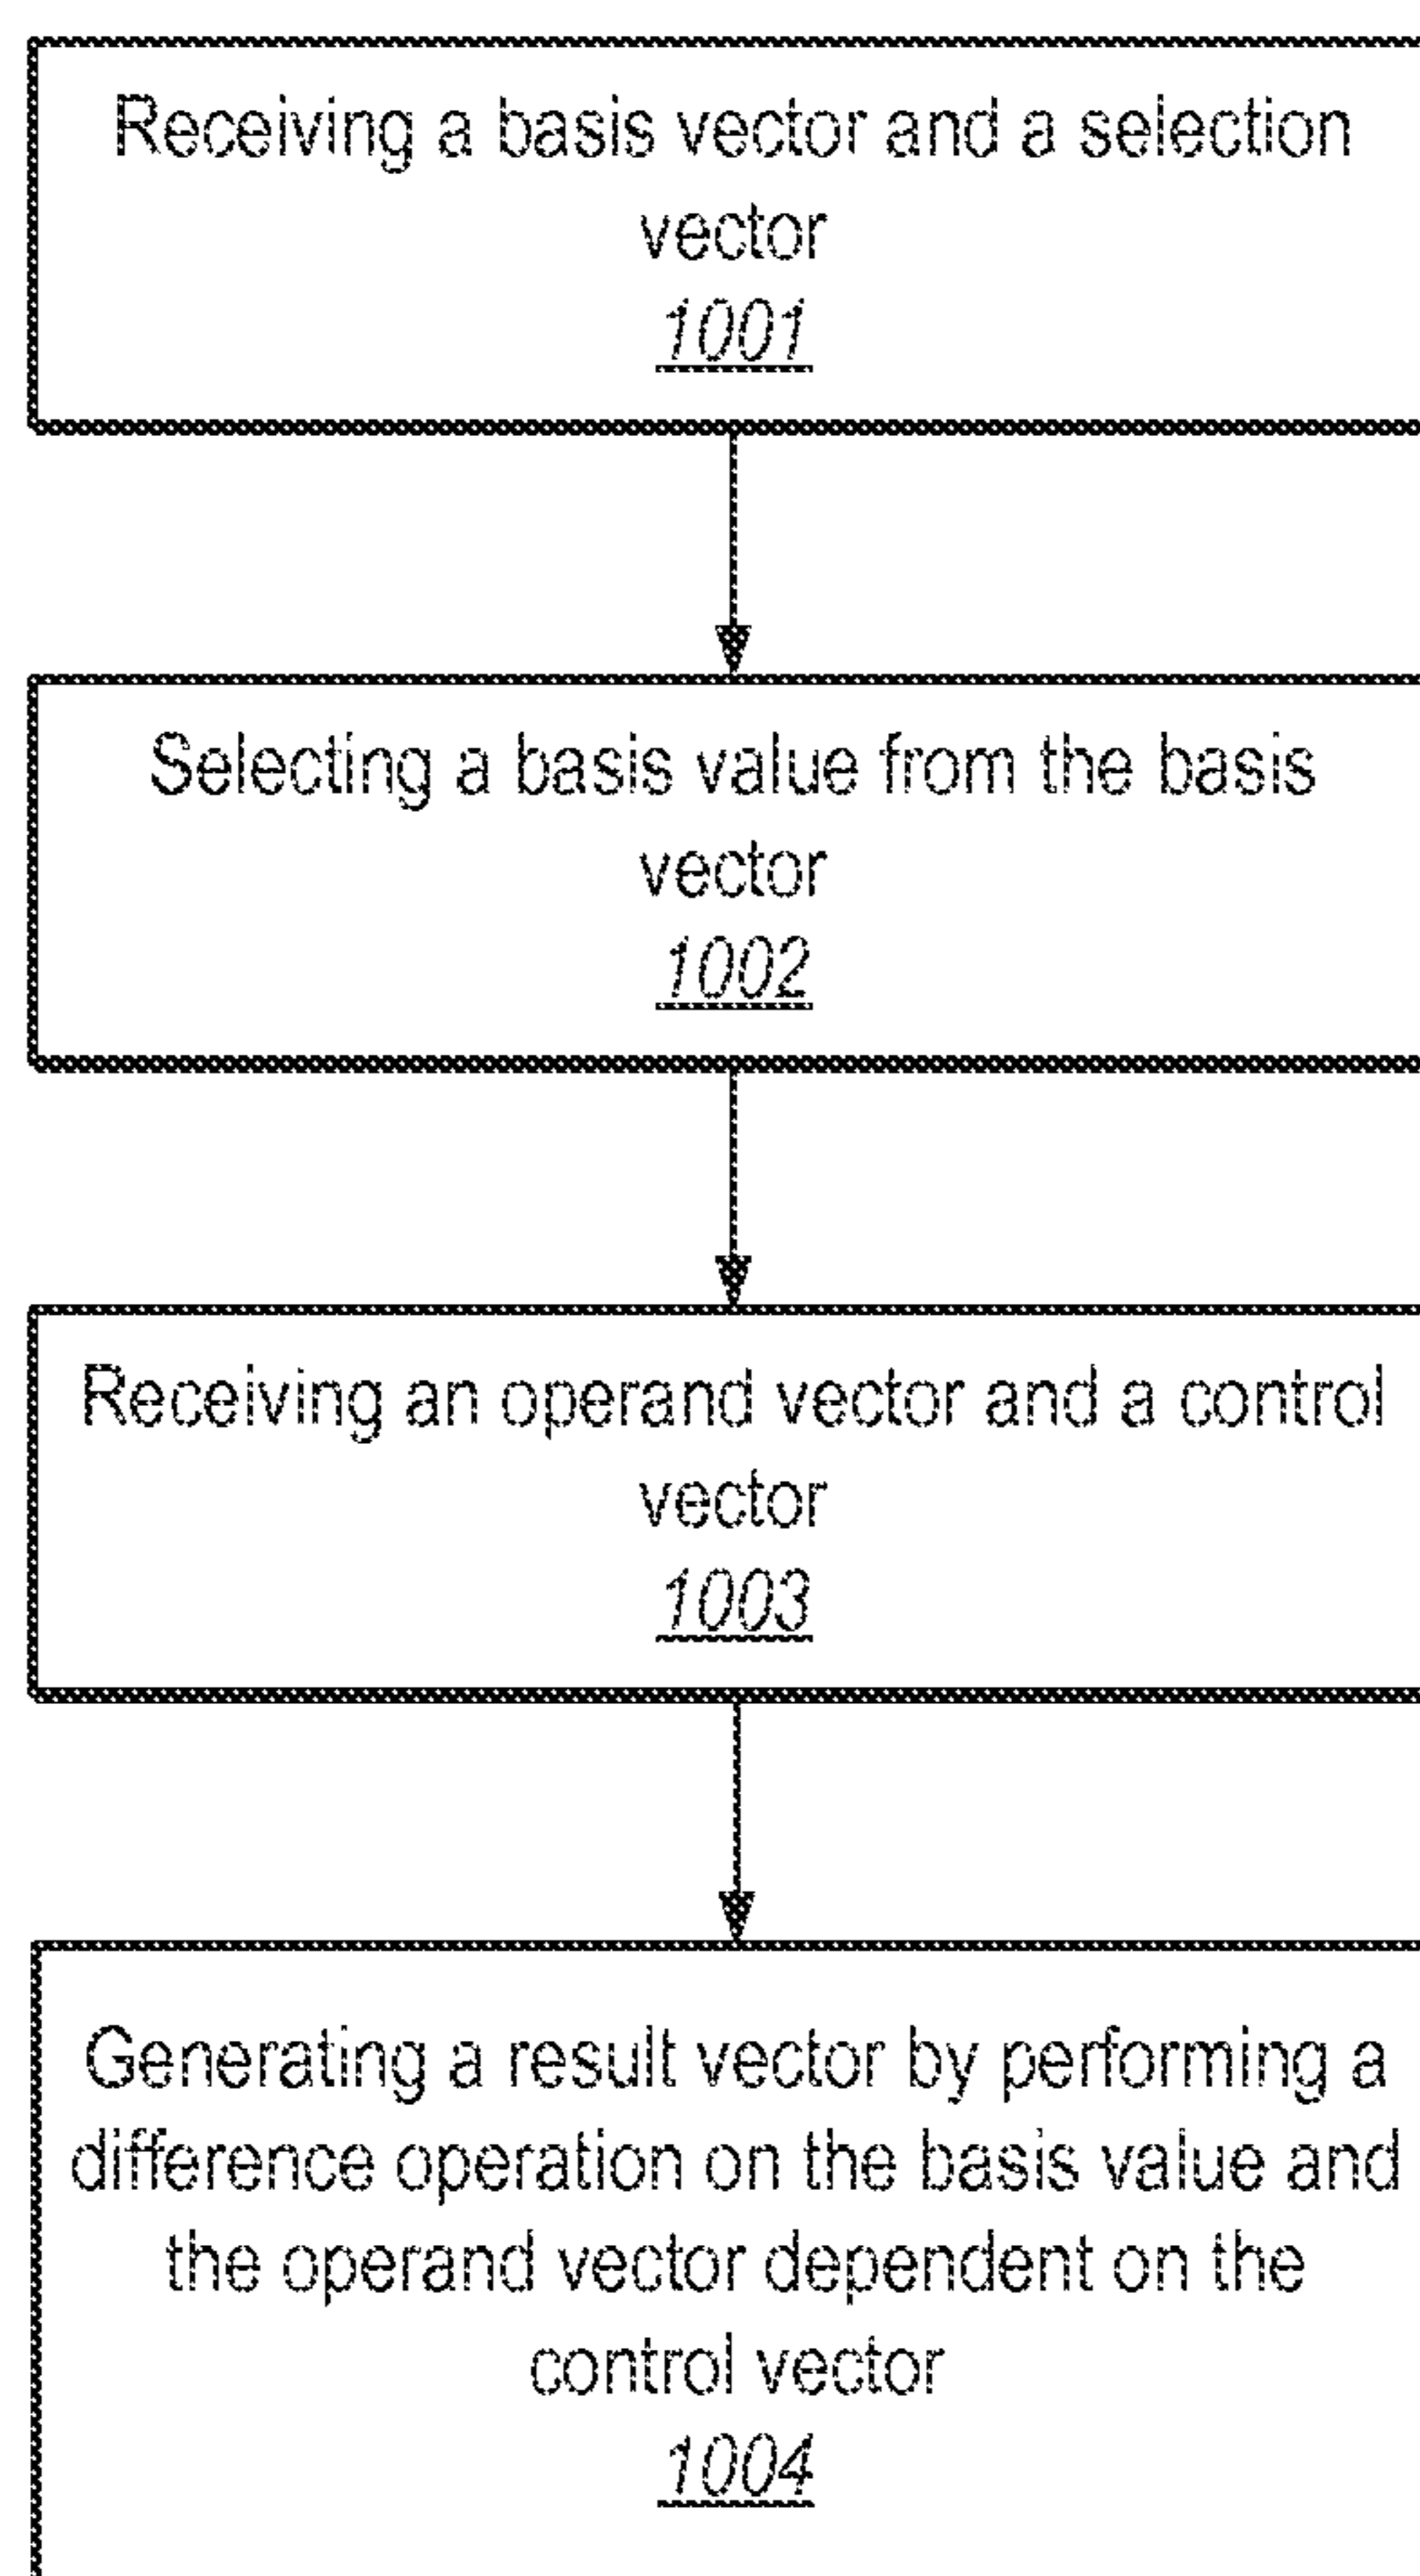 Receiving a basis vector and a selection
vector
1001
Selecting a basis value from the basis
vector
1002
Receiving an operand vector and a control
vector
1003
Generating a result vector by performing a
difference operation on the basis value and
the operand vector dependent on the
control vector
1004